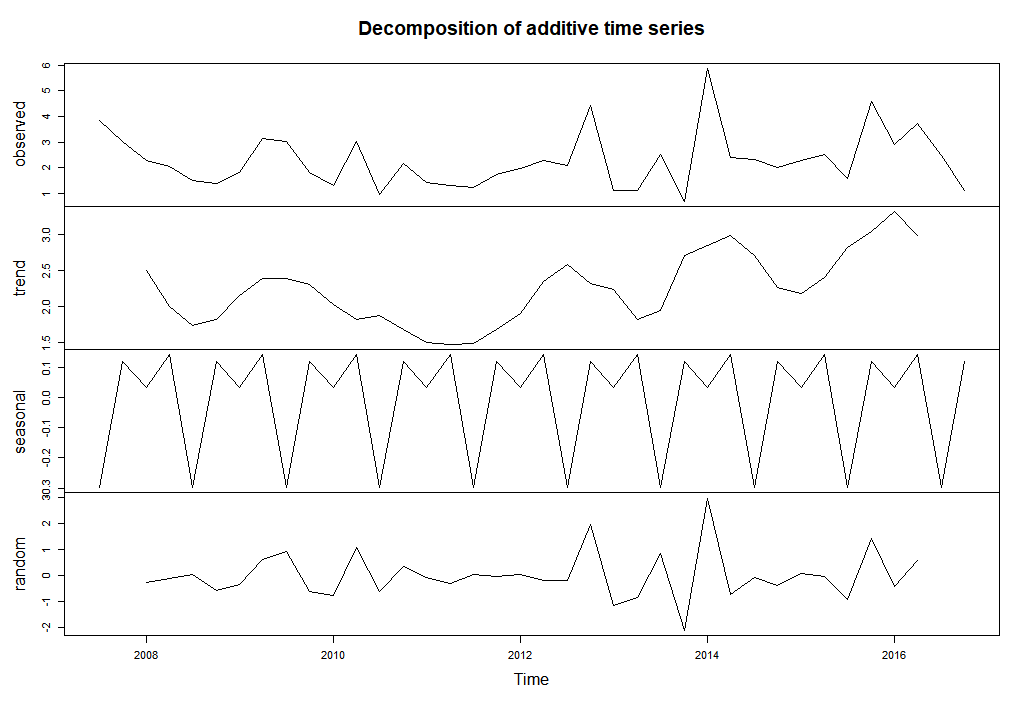 Decomposition of additive time series
observed
1 2 3 4 5 6
trend
1.5 2.0 2.5 3.0
seasonal
-0.3 -0.2 -0.1 0.0 0.1
random
-2 -1 0 1 2 3
2008 2010 2012 2014 2016
Time